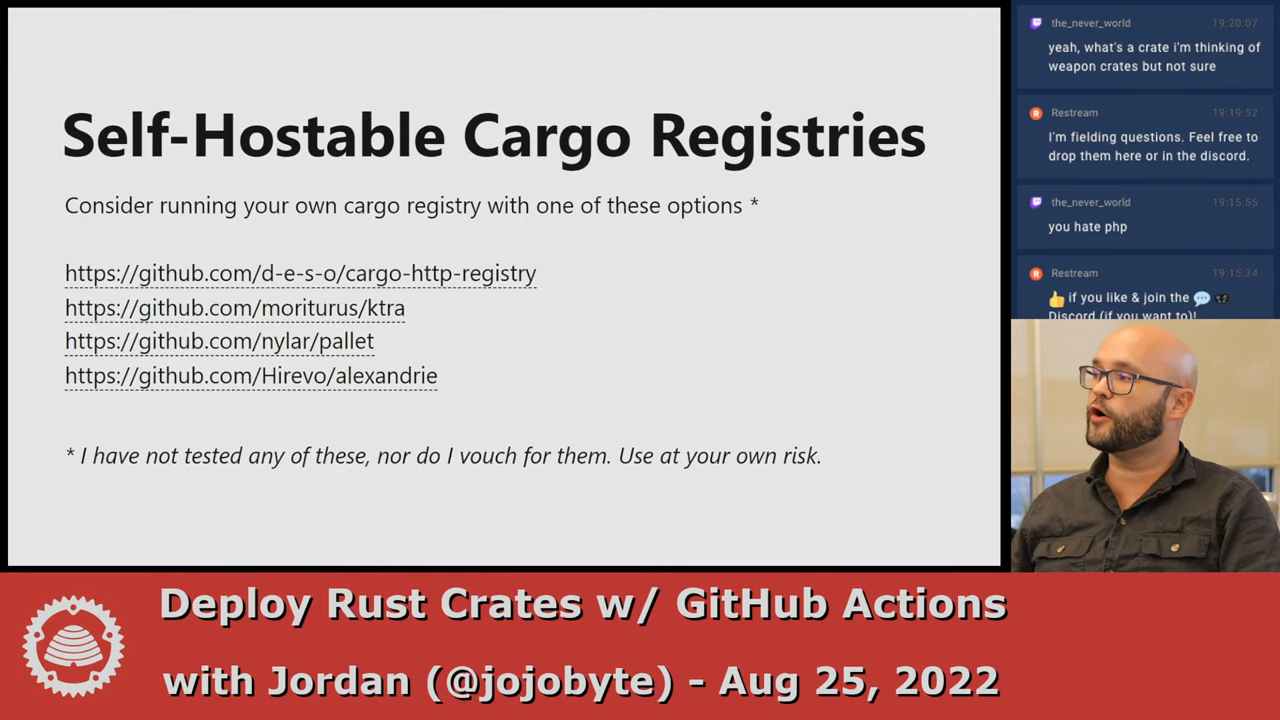 Self-Hostable Cargo Registries
Consider running your own cargo registry with one of these options *
https://github.com/d-e-s-o/cargo-http-registry
https://github.com/moriturus/ktra
https://github.com/nylar/pallet
https://github.com/Hirevo/alexandrie
* I have not tested any of these, nor do I vouch for them. Use at your own risk.
the_never_world 19:20:07
yeah, what's a crate i'm thinking of
weapon crates but not sure
Restream 19:19:52
I'm fielding questions. Feel free to
drop them here or in the discord.
the_never_world 19:15:55
you hate php
Restream 19:15:34
👍 if you like & join the 💬
Discord (if you want to)!
Deploy Rust Crates w/ GitHub Actions
with Jordan (@jojobyte) - Aug 25, 2022